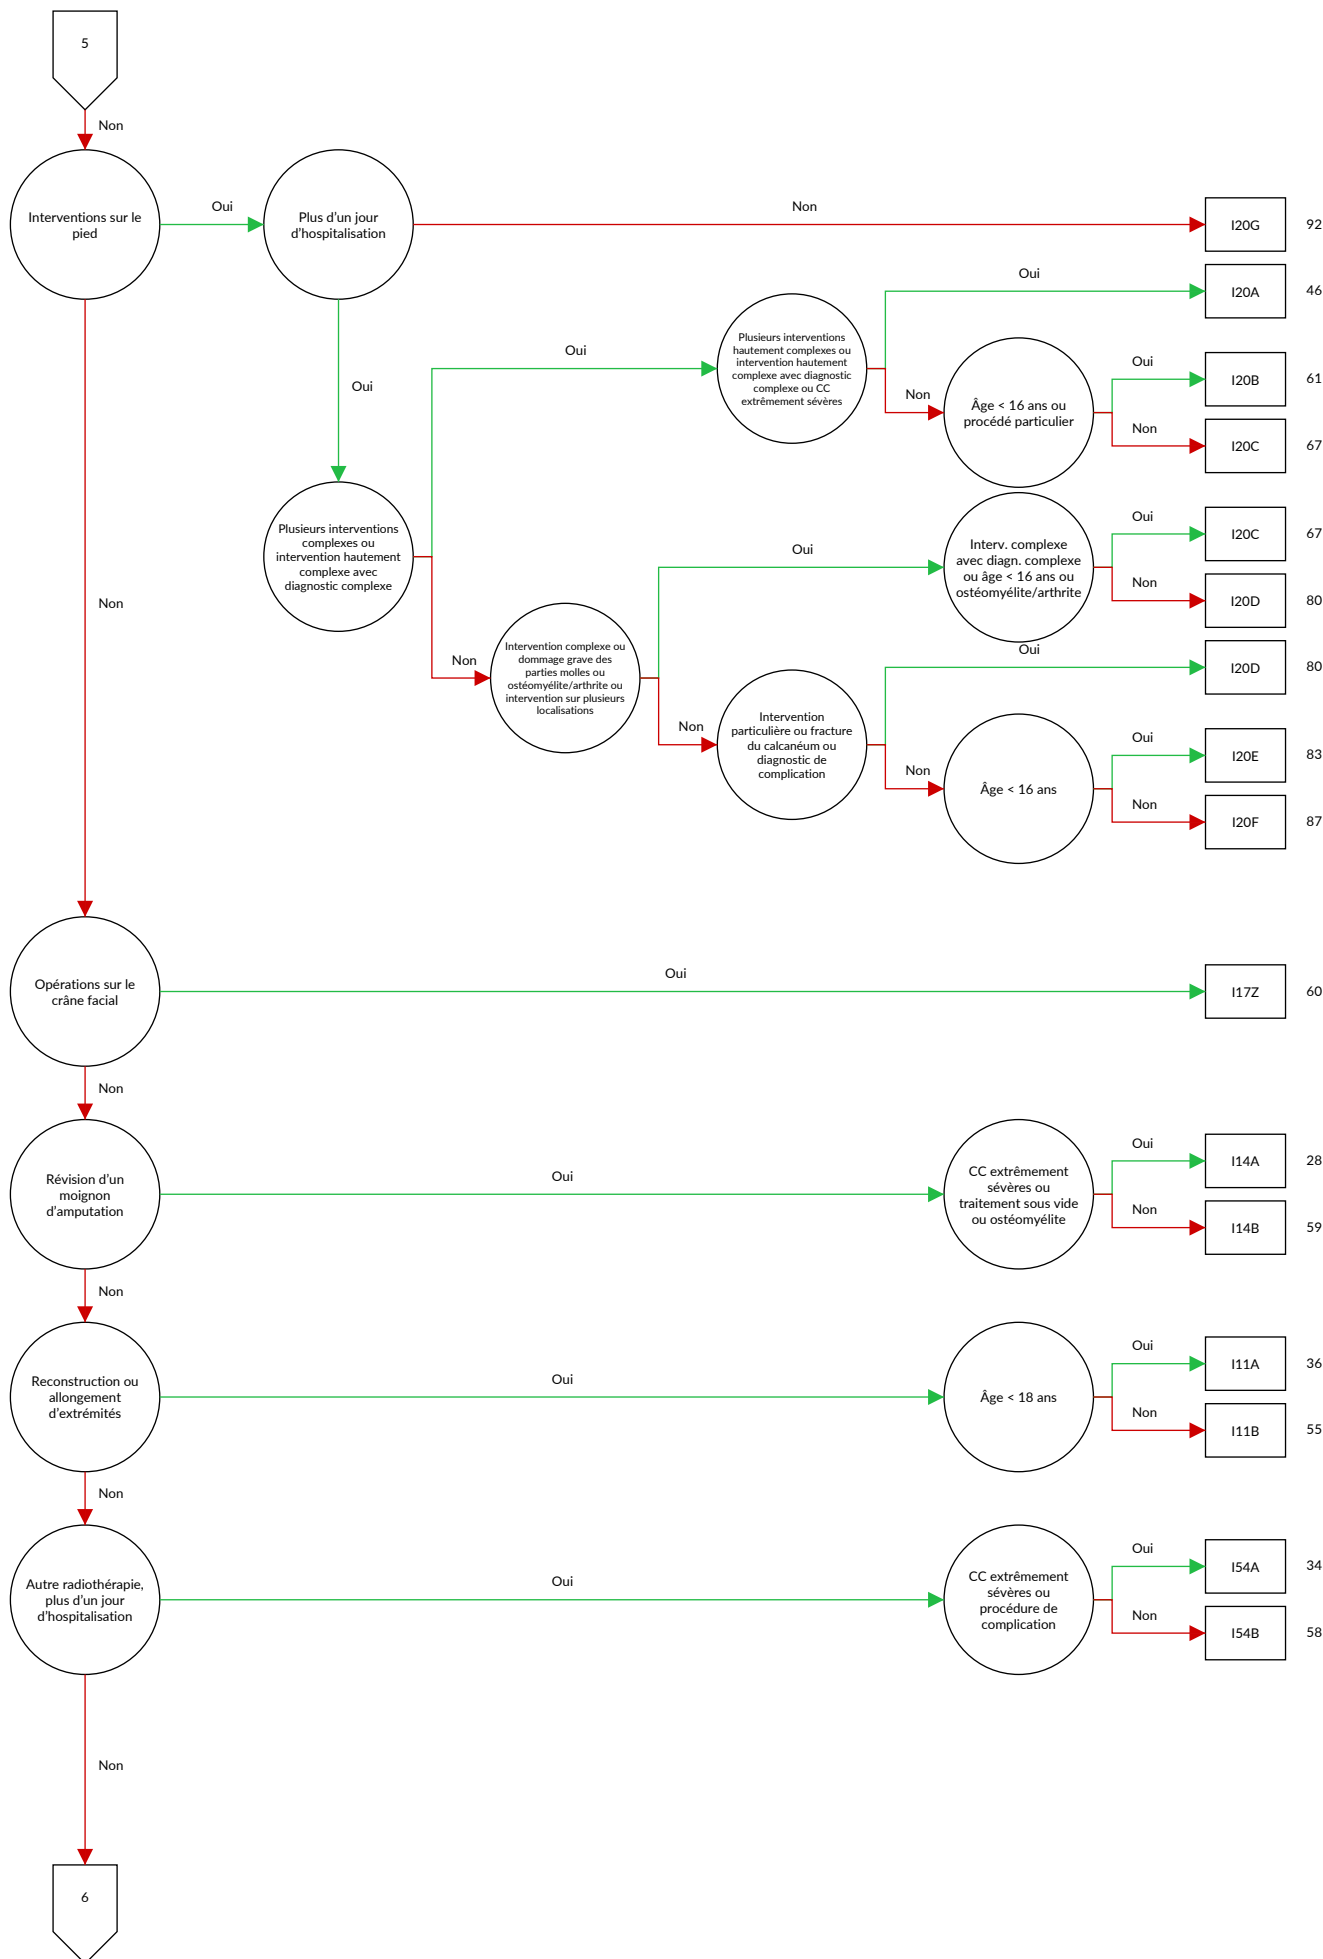 5
Non
Interventions sur le
pied
Oui
Plus d'un jour
d'hospitalisation
Non
I20G
92
Oui
I20A
46
Oui
Plusieurs interventions
hautement complexes ou
intervention hautement
complexe avec diagnostic
complexe ou CC
extrêmement sévères
Non
Âge < 16 ans ou
procédé particulier
Oui
I20B
61
Non
I20C
67
Oui
Plusieurs interventions
complexes ou
intervention hautement
complexe avec
diagnostic complexe
Oui
Interv. complexe
avec diagn. complexe
ou âge < 16 ans ou
ostéomyélite/arthrite
Oui
I20C
67
Non
I20D
80
Non
Non
Intervention complexe ou
dommage grave des
parties molles ou
ostéomyélite/arthrite ou
intervention sur plusieurs
localisations
Oui
I20D
80
Non
Intervention
particulière ou fracture
du calcanéum ou
diagnostic de
complication
Non
Âge < 16 ans
Oui
I20E
83
Non
I20F
87
Opérations sur le
crâne facial
Oui
I17Z
60
Non
Révision d'un
moignon
d'amputation
Oui
CC extrêmement
sévères ou
traitement sous vide
ou ostéomyélite
Oui
I14A
28
Non
I14B
59
Non
Reconstruction ou
allongement
d'extrémités
Oui
Âge < 18 ans
Oui
I11A
36
Non
I11B
55
Non
Autre radiothérapie,
plus d'un jour
d'hospitalisation
Oui
CC extrêmement
sévères ou
procédure de
complication
Oui
I54A
34
Non
I54B
58
Non
6